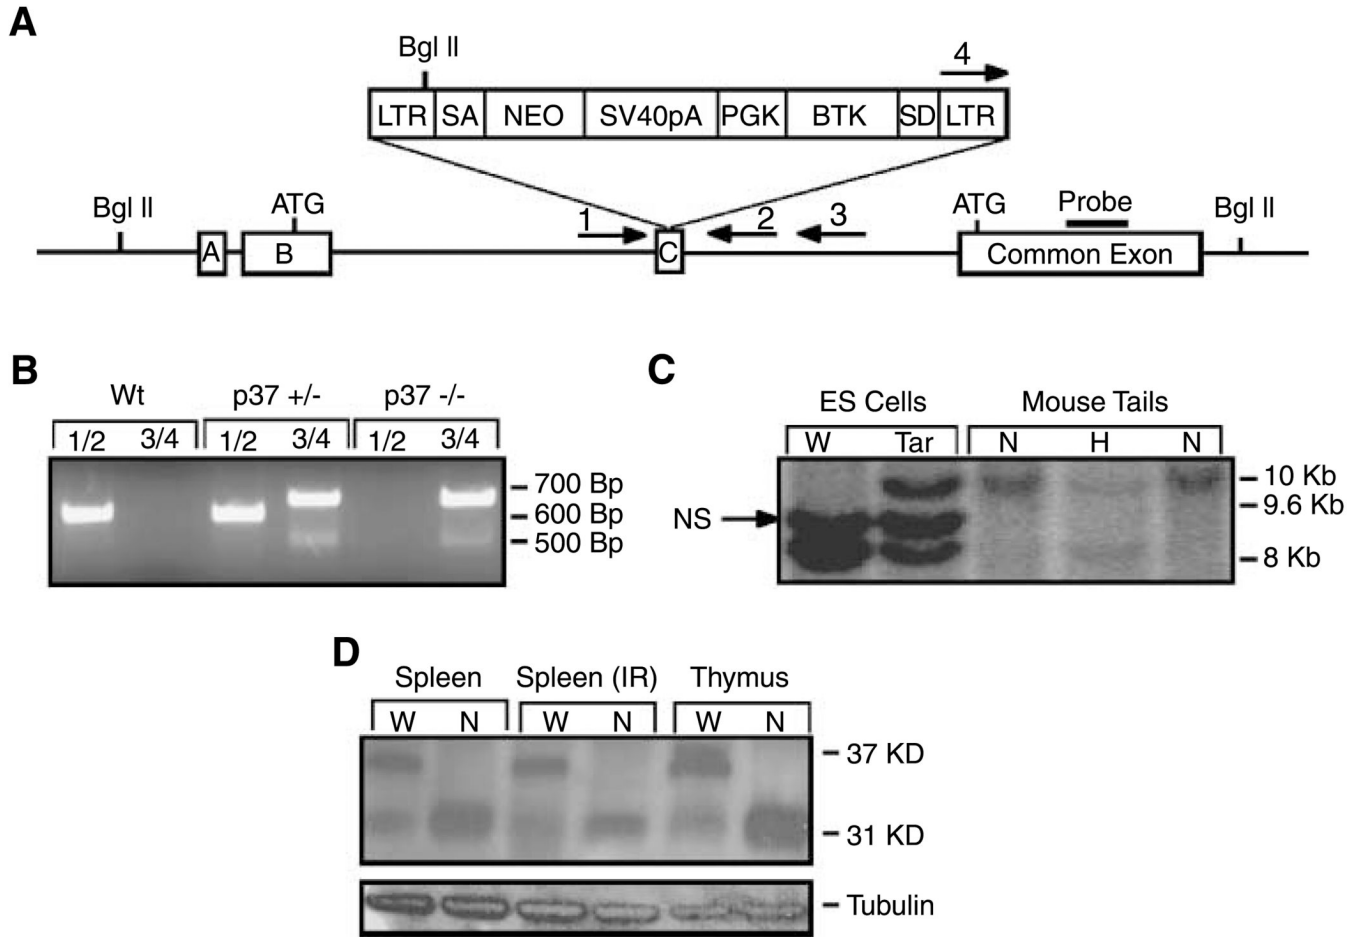 A
Bgl II
4
LTR SA NEO SV40pA PGK BTK SD LTR
Bgl II ATG 1 2 3 ATG Probe Bgl II
A B C Common Exon
B
Wt p37 +/- p37 -/-
1/2 3/4 1/2 3/4 1/2 3/4
700 Bp
600 Bp
500 Bp
C
ES Cells Mouse Tails
W Tar N H N
NS
10 Kb
9.6 Kb
8 Kb
D
Spleen Spleen (IR) Thymus
W N W N W N
37 KD
31 KD
Tubulin